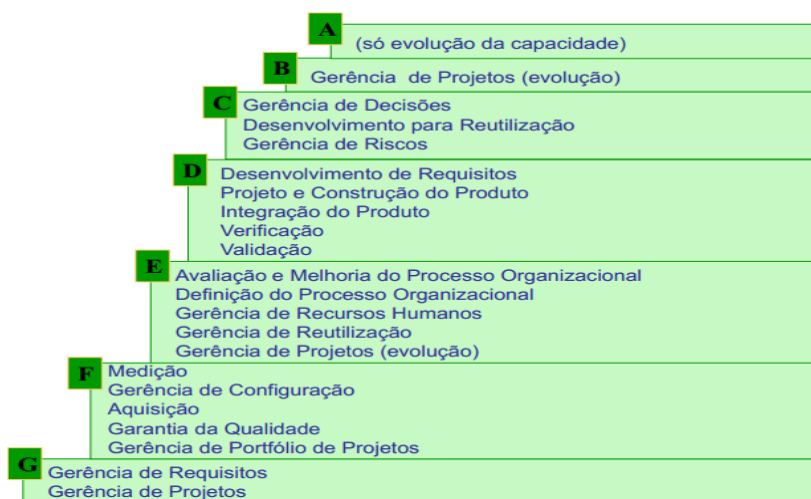 A
(só evolução da capacidade)
B
Gerência de Projetos (evolução)
C
Gerência de Decisões
Desenvolvimento para Reutilização
Gerência de Riscos
D
Desenvolvimento de Requisitos
Projeto e Construção do Produto
Integração do Produto
Verificação
Validação
E
Avaliação e Melhoria do Processo Organizacional
Definição do Processo Organizacional
Gerência de Recursos Humanos
Gerência de Reutilização
Gerência de Projetos (evolução)
F
Medição
Gerência de Configuração
Aquisição
Garantia da Qualidade
Gerência de Portfólio de Projetos
G
Gerência de Requisitos
Gerência de Projetos